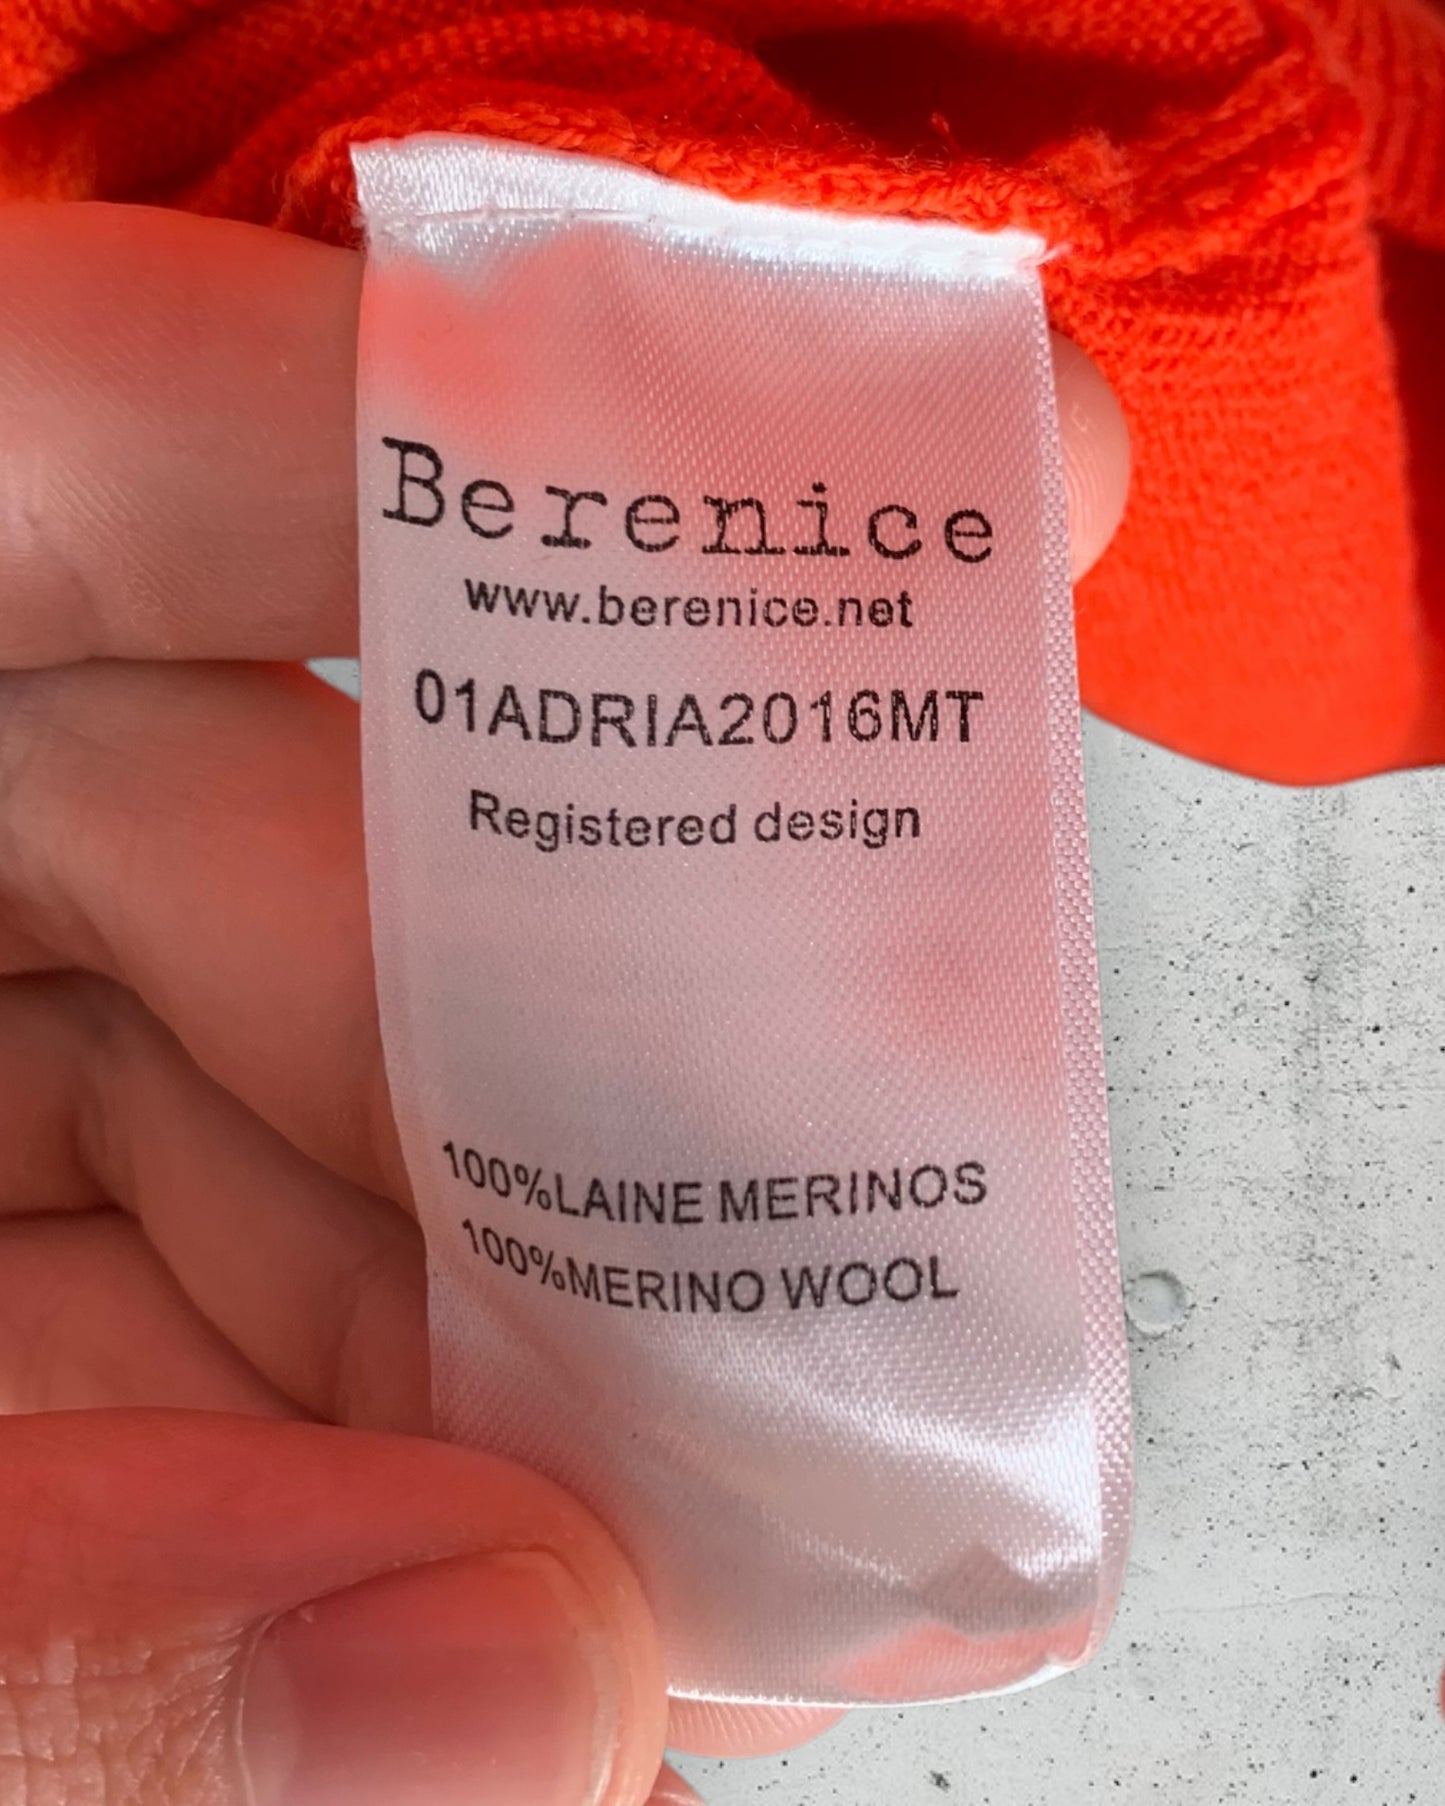 Berenice
www.berenice.net
01ADRIA2016MT
Registered design
100%LAINE MERINOS
100%MERINO WOOL